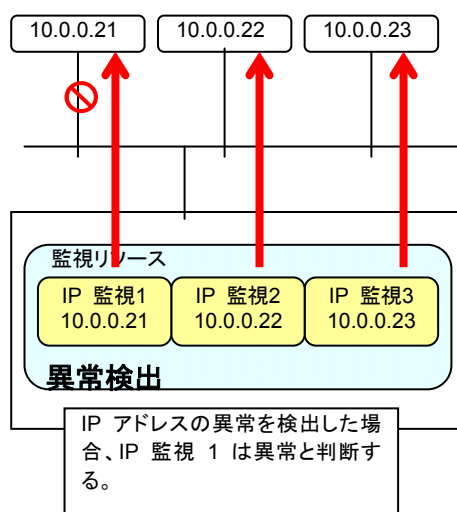 10.0.0.21 10.0.0.22 10.0.0.23
監視リソース
IP 監視1 IP 監視2 IP 監視3
10.0.0.21 10.0.0.22 10.0.0.23
異常検出
IP アドレスの異常を検出した場
合、IP 監視 1 は異常と判断す
る。